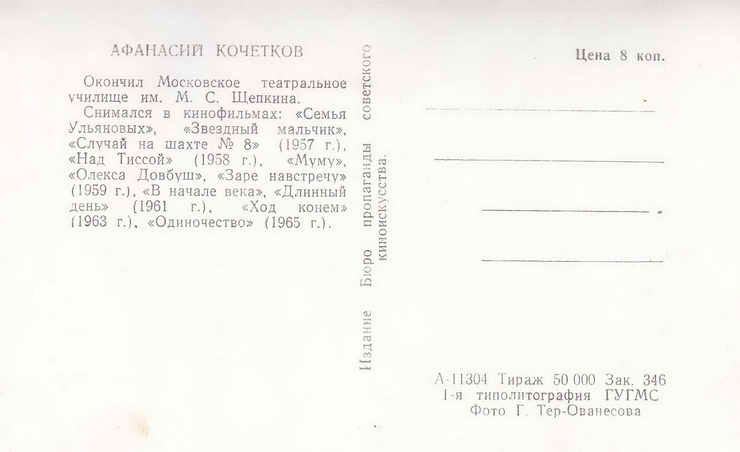 АФАНАСИЙ КОЧЕТКОВ
Окончил Московское театральное
училище им. М. С. Щепкина.
Снимался в кинофильмах: «Семья
Ульяновых», «Звездный мальчик»,
«Случай на шахте № 8» (1957 г.),
«Над Тиссой» (1958 г.), «Муму»,
«Олекса Довбуш», «Заре навстречу»
(1959 г.), «В начале века», «Длинный
день» (1961 г.), «Ход конем»
(1963 г.), «Одиночество» (1965 г.).
Издание Бюро пропаганды советского
киноискусства.
Цена 8 коп.
А-11304 Тираж 50 000 Зак. 346
1-я типолитография ГУГМС
Фото Г. Тер-Ованесова